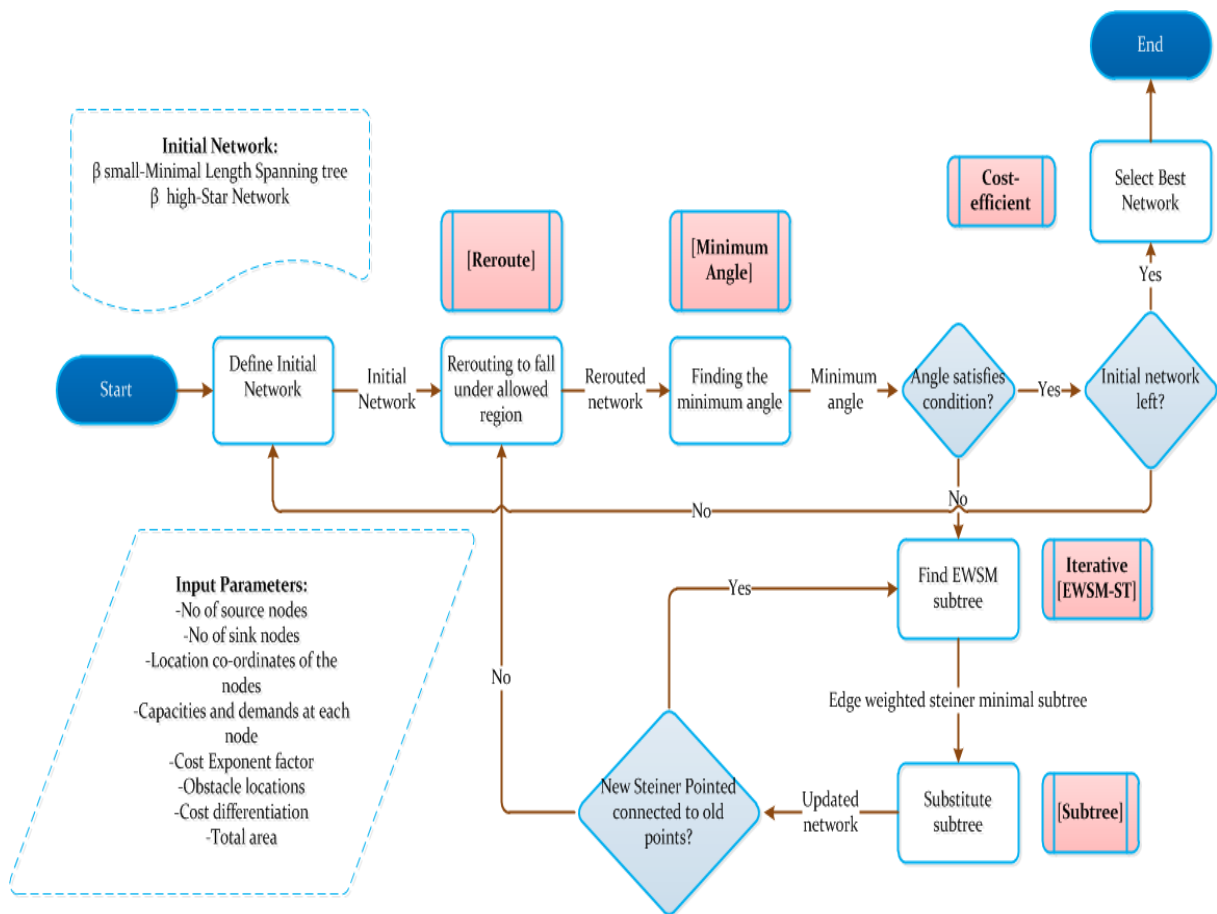 End
Initial Network:
β small-Minimal Length Spanning tree
β high-Star Network
Cost-
efficient
Select Best
Network
[Reroute]
[Minimum
Angle]
Yes
Start
Define Initial
Network
Initial
Network
Rerouting to fall
under allowed
region
Rerouted
network
Finding the
minimum angle
Minimum
angle
Angle satisfies
condition?
Yes
Initial network
left?
No
No
Input Parameters:
-No of source nodes
-No of sink nodes
-Location co-ordinates of the
nodes
-Capacities and demands at each
node
-Cost Exponent factor
-Obstacle locations
-Cost differentiation
-Total area
Yes
Find EWSM
subtree
Iterative
[EWSM-ST]
No
Edge weighted steiner minimal subtree
New Steiner Pointed
connected to old
points?
Updated
network
Substitute
subtree
[Subtree]